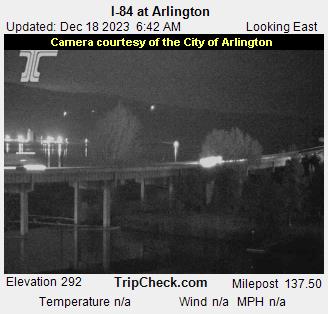 I-84 at Arlington
Updated: Dec 18 2023 6:42 AM Looking East
Camera courtesy of the City of Arlington
Elevation 292 TripCheck.com Milepost 137.50
Temperature n/a Wind n/a MPH n/a